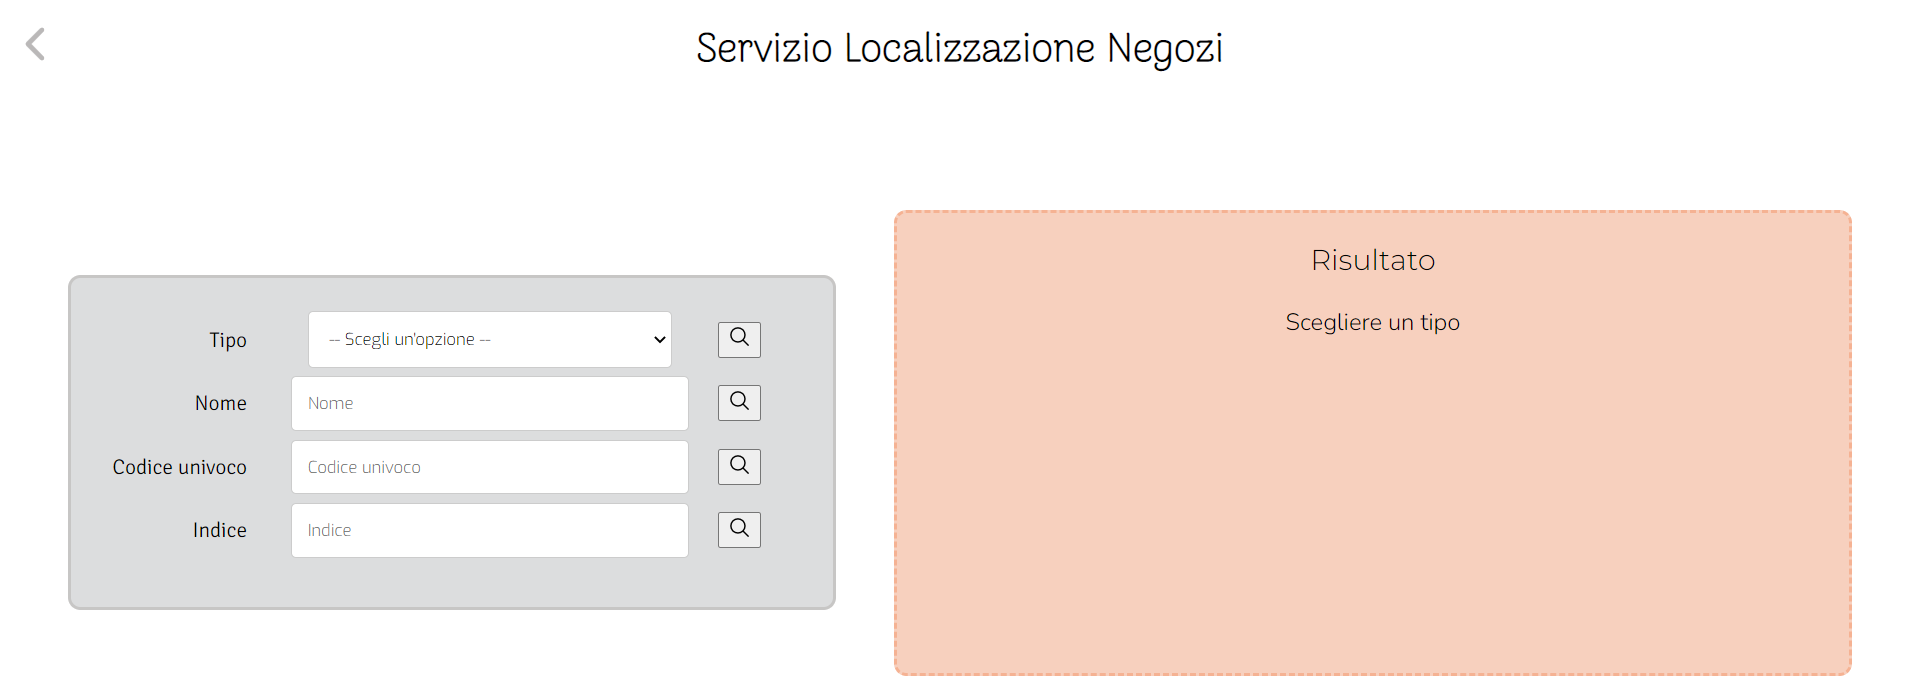 Servizio Localizzazione Negozi
Tipo
-- Scegli un'opzione --
Nome
Nome
Codice univoco
Codice univoco
Indice
Indice
Risultato
Scegliere un tipo